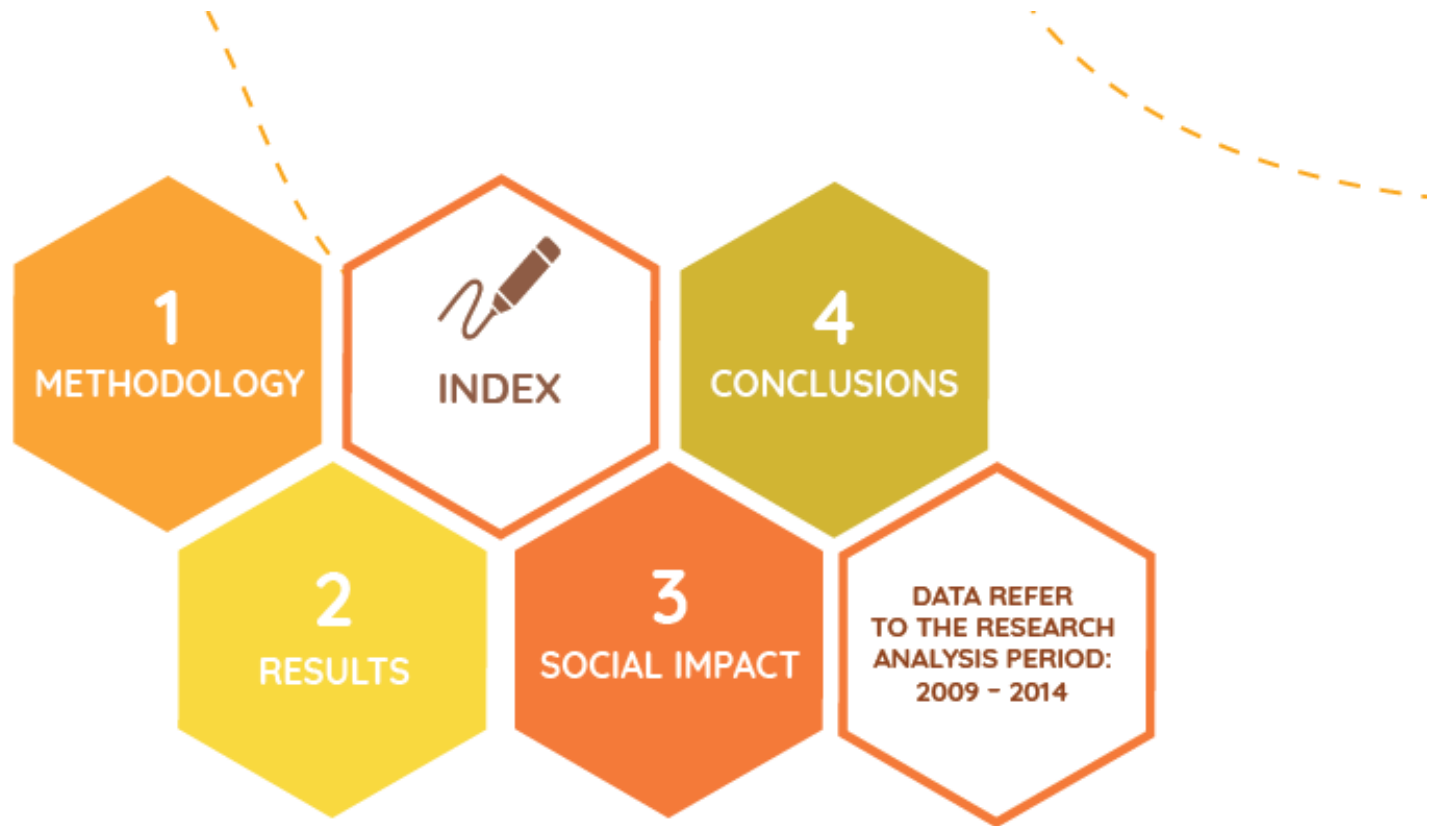 1
METHODOLOGY
INDEX
4
CONCLUSIONS
2
RESULTS
3
SOCIAL IMPACT
DATA REFER
TO THE RESEARCH
ANALYSIS PERIOD:
2009 - 2014